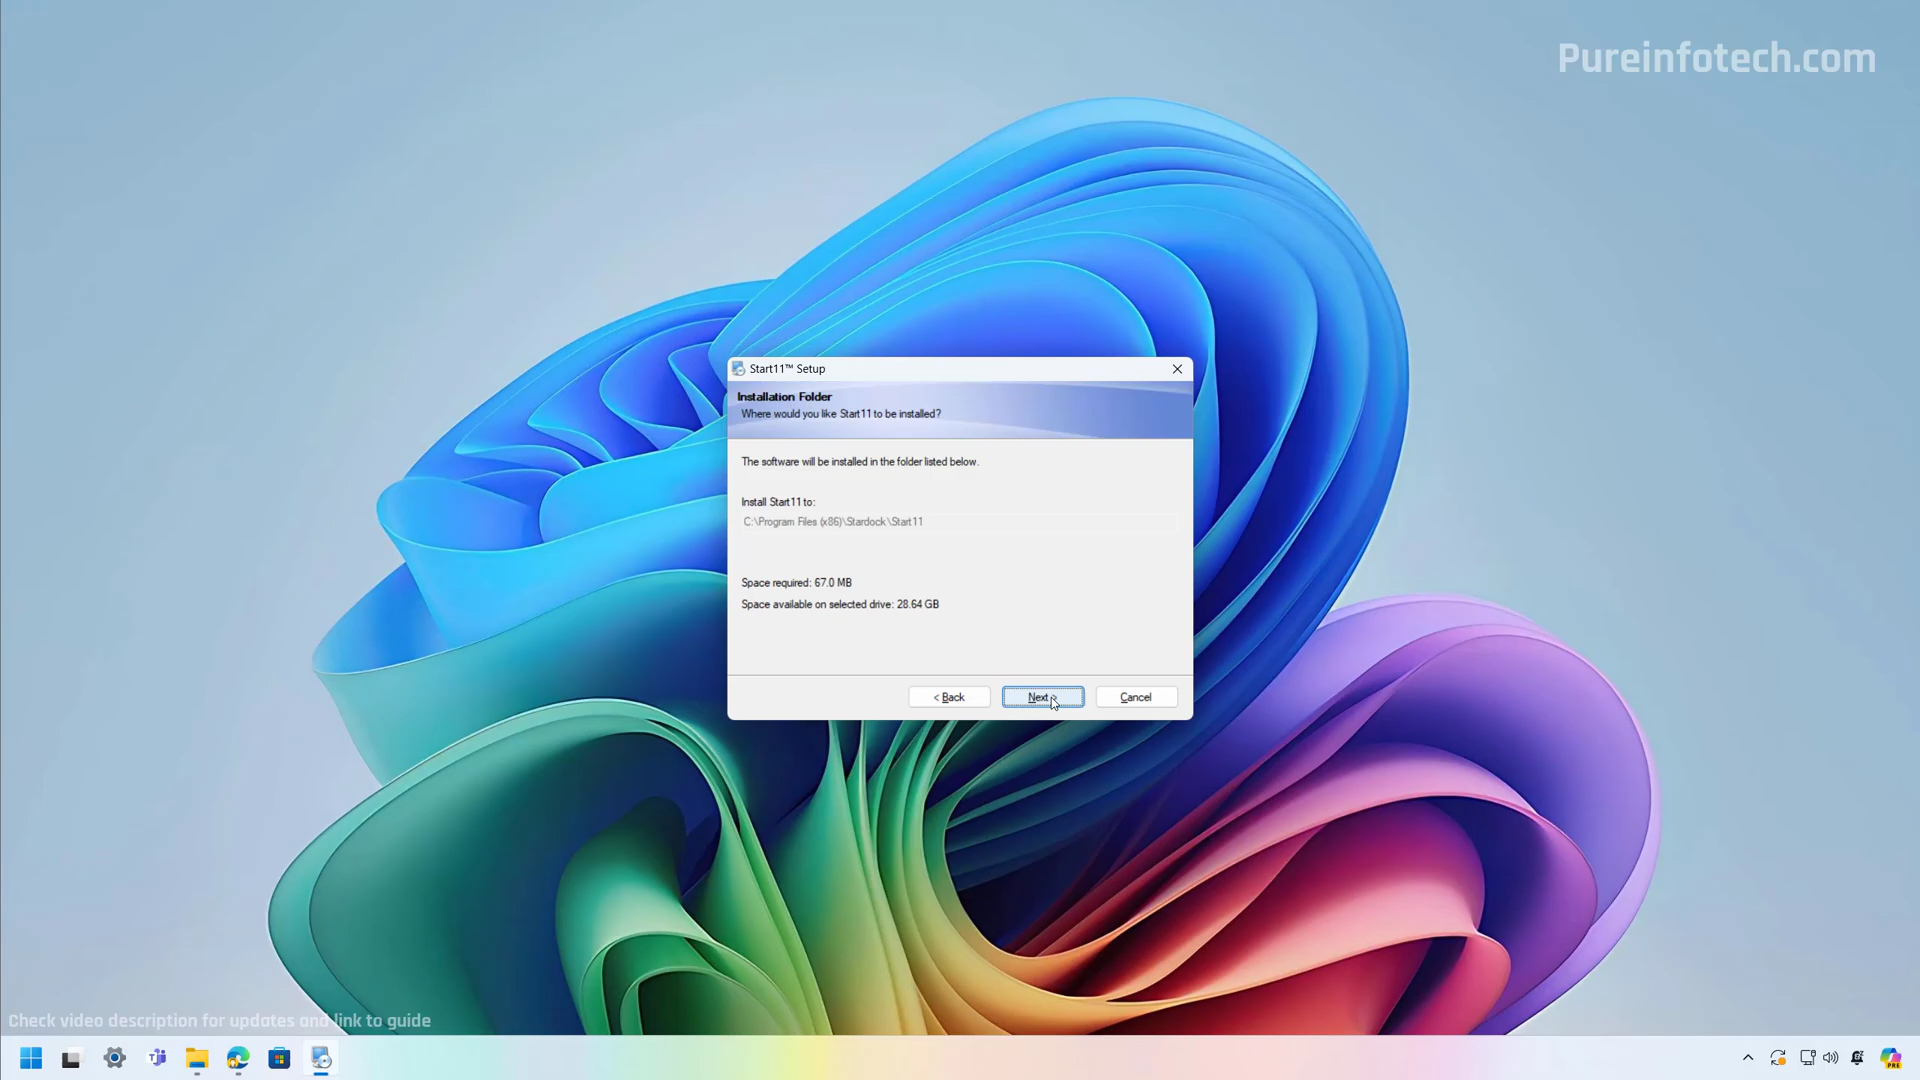 Pureinfotech.com
Start11™ Setup
Installation Folder
Where would you like Start11 to be installed?
The software will be installed in the folder listed below.
Install Start11 to:
C:\Program Files (x86)\Stardock\Start11
Space required: 67.0 MB
Space available on selected drive: 28.64 GB
< Back
Next >
Cancel
Check video description for updates and link to guide
PRE